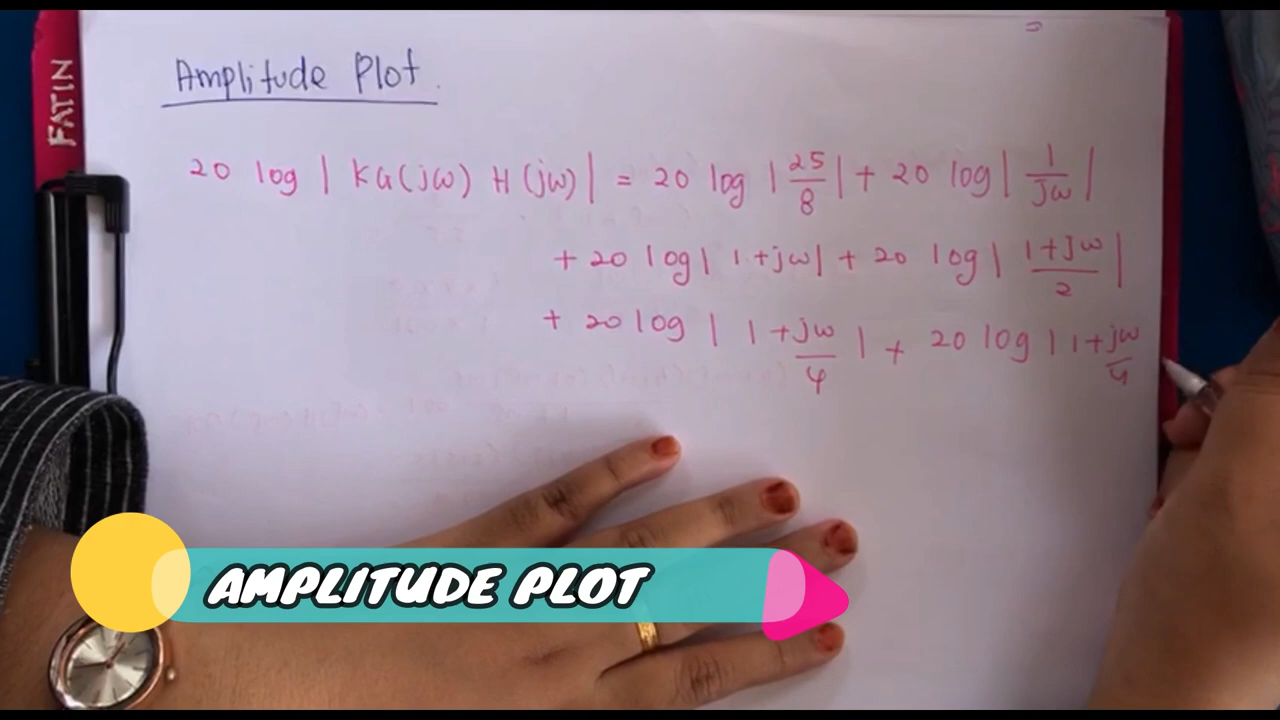 FATIN
Amplitude Plot.
20 log | KG(jω) H(jω)| = 20 log |25/8| + 20 log | 1/jω |
+ 20 log | 1+jω| + 20 log | 1+jω/2 |
+ 20 log | 1+jω/4 | + 20 log | 1+jω/4
AMPLITUDE PLOT